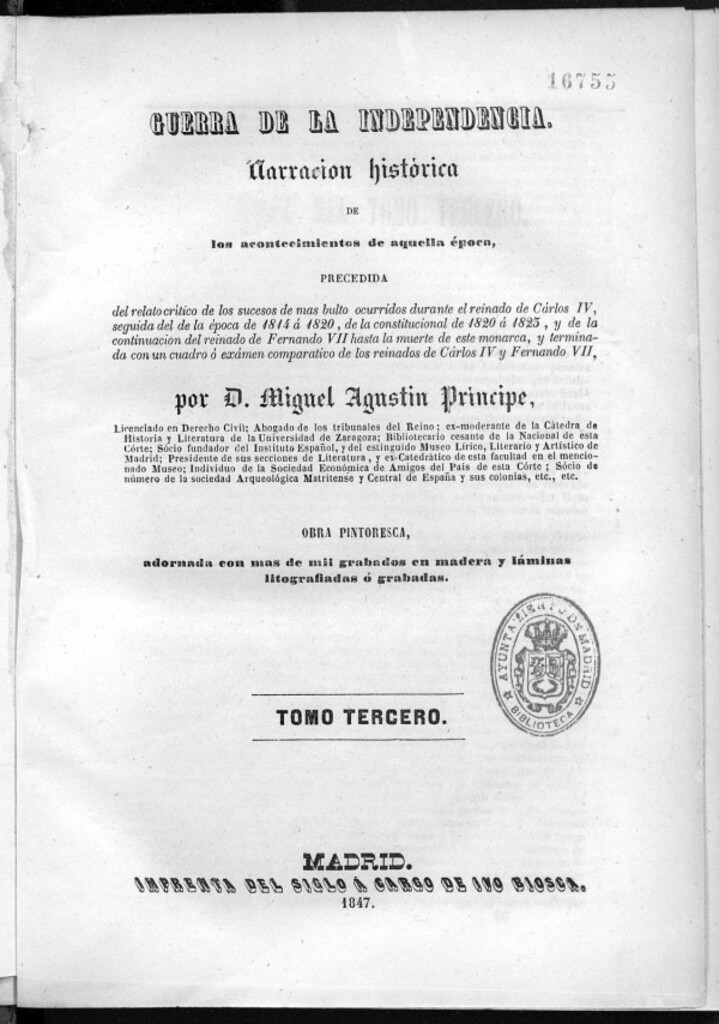 16755
GUERRA DE LA INDEPENDENCIA.
Narracion histórica
DE
los acontecimientos de aquella época,
PRECEDIDA
del relato crítico de los sucesos de mas bulto ocurridos durante el reinado de Cárlos IV,
seguida del de la época de 1814 á 1820, de la constitucional de 1820 á 1823, y de la
continuacion del reinado de Fernando VII hasta la muerte de este monarca, y termina-
da con un cuadro ó exámen comparativo de los reinados de Cárlos IV y Fernando VII,
por D. Miguel Agustin Principe,
Licenciado en Derecho Civil; Abogado de los tribunales del Reino; ex-moderante de la Cátedra de
Historia y Literatura de la Universidad de Zaragoza; Bibliotecario cesante de la Nacional de esta
Córte; Sócio fundador del Instituto Español, y del estinguido Museo Lírico, Literario y Artístico de
Madrid; Presidente de sus secciones de Literatura, y ex-Catedrático de esta facultad en el mencio-
nado Museo; Individuo de la Sociedad Económica de Amigos del Pais de esta Córte; Sócio de
número de la sociedad Arqueológica Matritense y Central de España y sus colonias, etc., etc.
OBRA PINTORESCA,
adornada con mas de mil grabados en madera y láminas
litografiadas ó grabadas.
AYUNTAMIENTO DE MADRID
BIBLIOTECA
TOMO TERCERO.
MADRID.
IMPRENTA DEL SIGLO Á CARGO DE IVO BIOSCA.
1847.